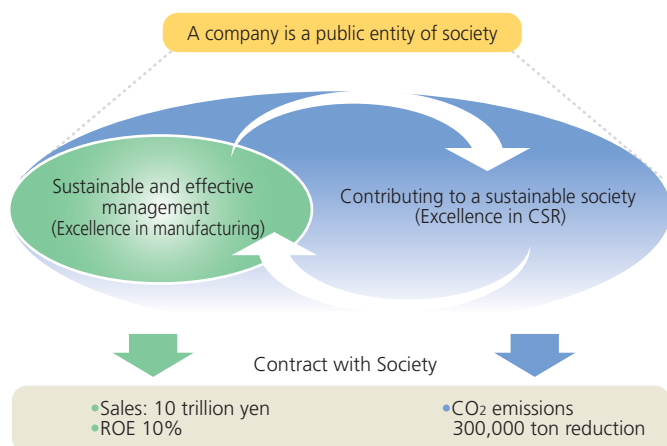 A company is a public entity of society
Sustainable and effective
management
(Excellence in manufacturing)
Contributing to a sustainable society
(Excellence in CSR)
Contract with Society
•Sales: 10 trillion yen
•ROE 10%
•CO₂ emissions
300,000 ton reduction